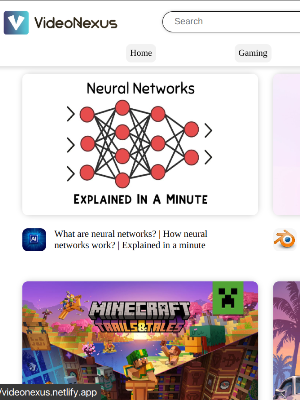 VideoNexus
Search
Home
Gaming
Neural Networks
Explained In A Minute
AI
What are neural networks? | How neural
networks work? | Explained in a minute
MINECRAFT
TRAILS & TALES
/videonexus.netlify.app